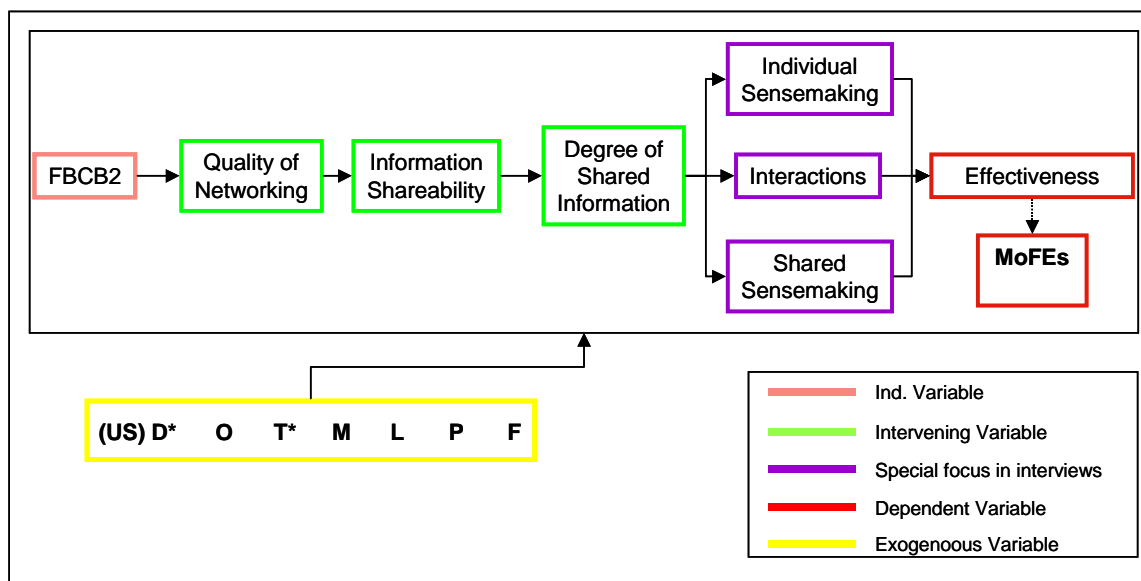 FBCB2
Quality of
Networking
Information
Shareability
Degree of
Shared
Information
Individual
Sensemaking
Interactions
Shared
Sensemaking
Effectiveness
MoFEs
(US) D* O T* M L P F
Ind. Variable
Intervening Variable
Special focus in interviews
Dependent Variable
Exogenoous Variable